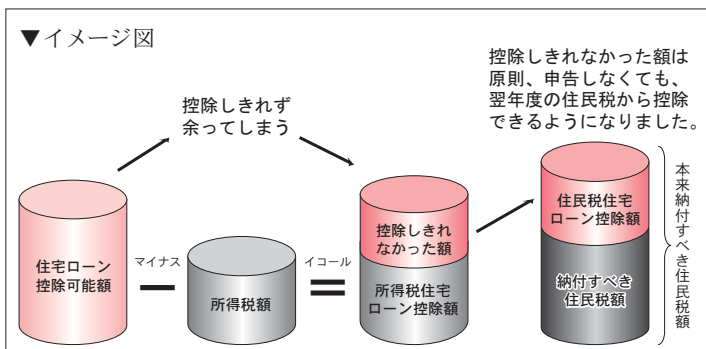 ▼イメージ図
控除しきれなかった額は
原則、申告しなくても、
翌年度の住民税から控除
できるようになりました。
控除しきれず
余ってしまう
住宅ローン
控除可能額
マイナス
所得税額
イコール
控除しきれ
なかった額
所得税住宅
ローン控除額
住民税住宅
ローン控除額
納付すべき
住民税額
本来納付すべき住民税額